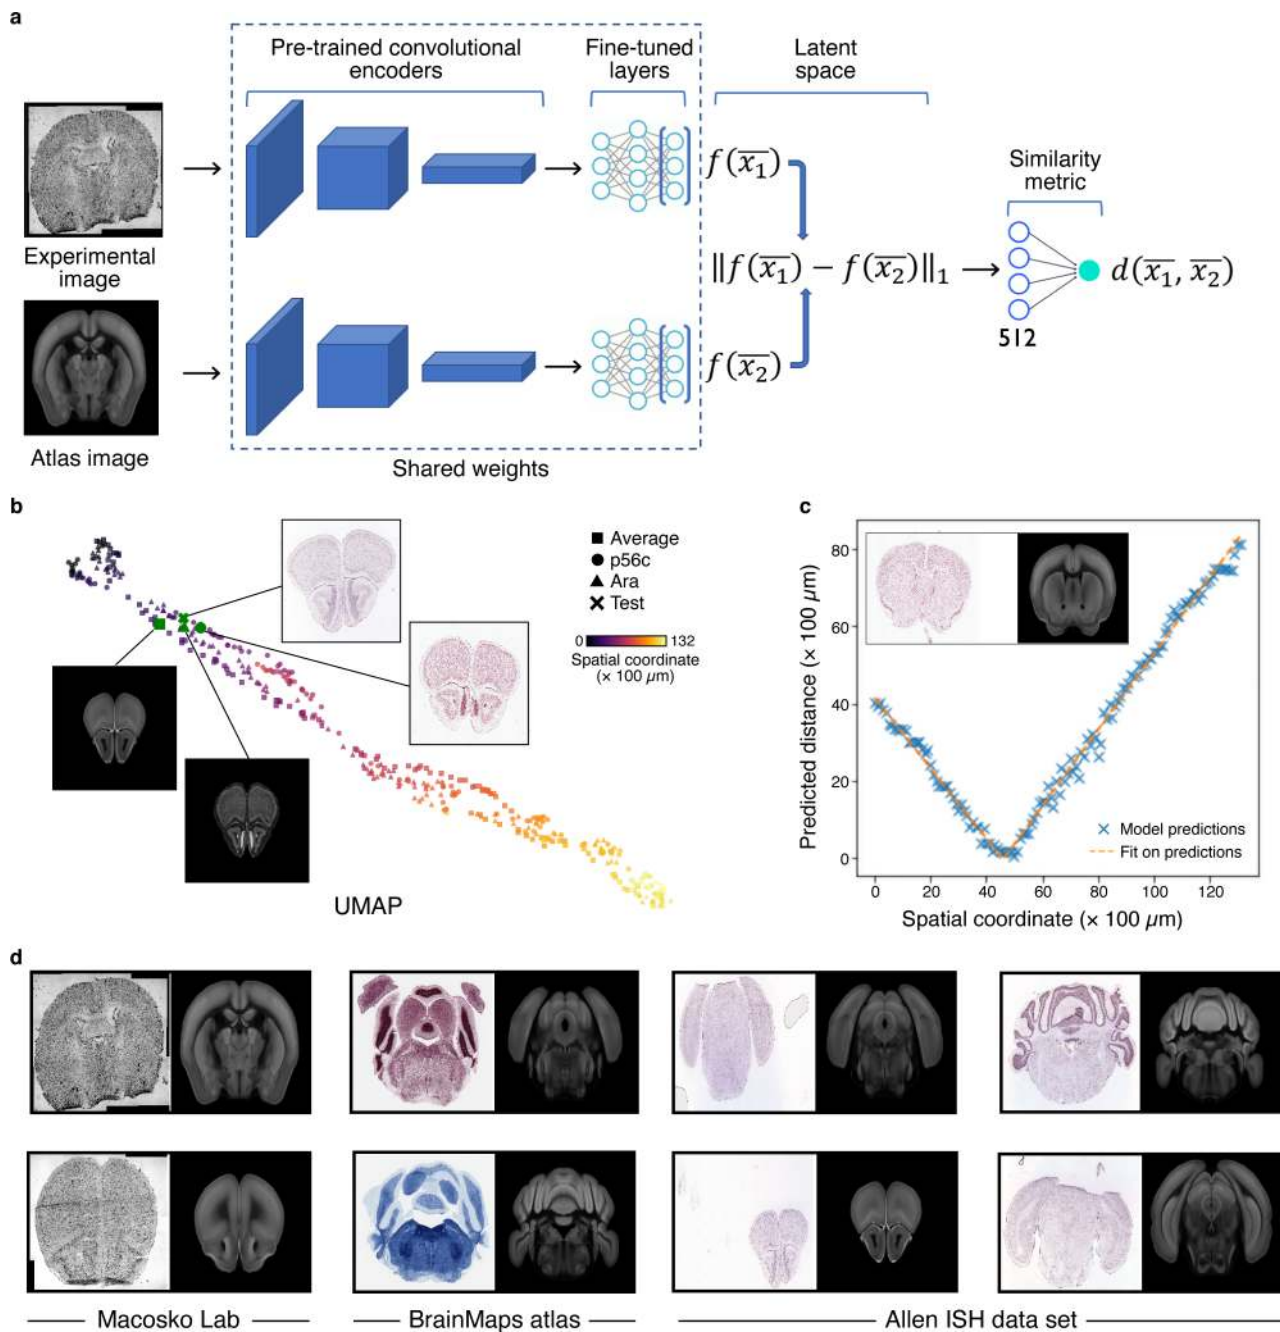 a
Pre-trained convolutional
encoders
Fine-tuned
layers
Latent
space
Similarity
metric
Experimental
image
Atlas image
f(x₁)
‖f(x₁) − f(x₂)‖₁
d(x₁, x₂)
512
f(x₂)
Shared weights
b
Average
p56c
Ara
Test
0 132
Spatial coordinate
(× 100 µm)
UMAP
c
Predicted distance (× 100 µm)
80
60
40
20
0
Model predictions
Fit on predictions
0 20 40 60 80 100 120
Spatial coordinate (× 100 µm)
d
Macosko Lab
BrainMaps atlas
Allen ISH data set